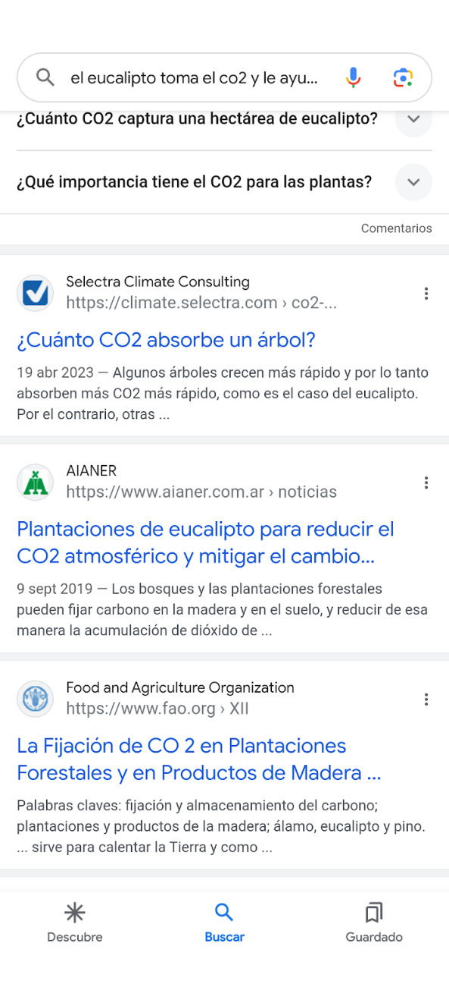 el eucalipto toma el co2 y le ayu...
¿Cuánto CO2 captura una hectárea de eucalipto?
¿Qué importancia tiene el CO2 para las plantas?
Comentarios
Selectra Climate Consulting
https://climate.selectra.com › co2-...
¿Cuánto CO2 absorbe un árbol?
19 abr 2023 — Algunos árboles crecen más rápido y por lo tanto
absorben más CO2 más rápido, como es el caso del eucalipto.
Por el contrario, otras ...
AIANER
https://www.aianer.com.ar › noticias
Plantaciones de eucalipto para reducir el
CO2 atmosférico y mitigar el cambio...
9 sept 2019 — Los bosques y las plantaciones forestales
pueden fijar carbono en la madera y en el suelo, y reducir de esa
manera la acumulación de dióxido de ...
Food and Agriculture Organization
https://www.fao.org › XII
La Fijación de CO 2 en Plantaciones
Forestales y en Productos de Madera ...
Palabras claves: fijación y almacenamiento del carbono;
plantaciones y productos de la madera; álamo, eucalipto y pino.
... sirve para calentar la Tierra y como ...
Descubre
Buscar
Guardado